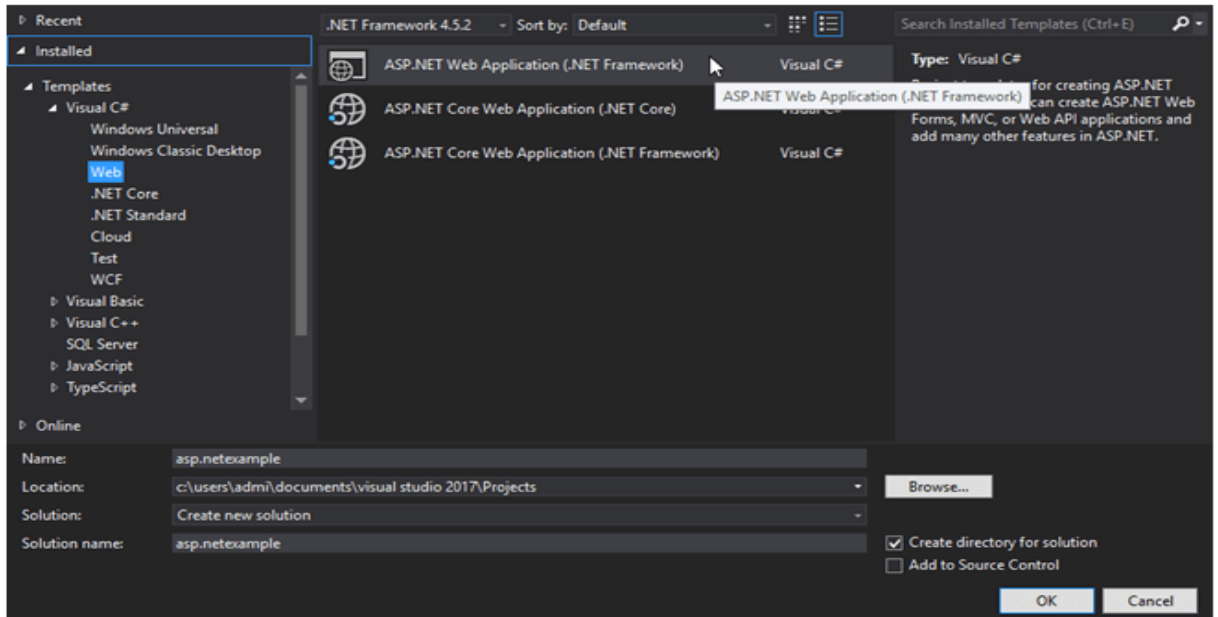 Recent
.NET Framework 4.5.2
Sort by: Default
Search Installed Templates (Ctrl+E)
Installed
Templates
Visual C#
Windows Universal
Windows Classic Desktop
Web
.NET Core
.NET Standard
Cloud
Test
WCF
Visual Basic
Visual C++
SQL Server
JavaScript
TypeScript
Online
ASP.NET Web Application (.NET Framework) Visual C#
ASP.NET Web Application (.NET Framework)
ASP.NET Core Web Application (.NET Core)
ASP.NET Core Web Application (.NET Framework) Visual C#
Type: Visual C#
for creating ASP.NET
can create ASP.NET Web
Forms, MVC, or Web API applications and
add many other features in ASP.NET.
Name: asp.netexample
Location: c:\users\admi\documents\visual studio 2017\Projects
Browse...
Solution: Create new solution
Solution name: asp.netexample
Create directory for solution
Add to Source Control
OK
Cancel